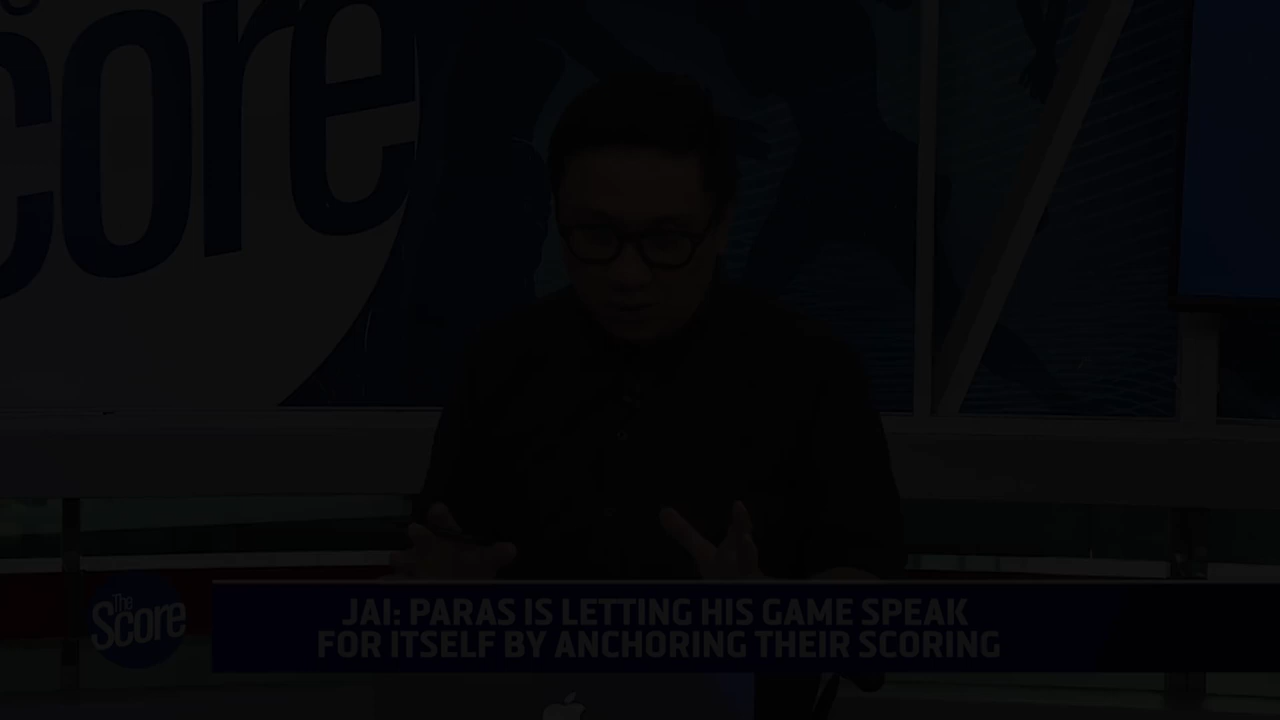 Score
The
Score
JAI: PARAS IS LETTING HIS GAME SPEAK
FOR ITSELF BY ANCHORING THEIR SCORING